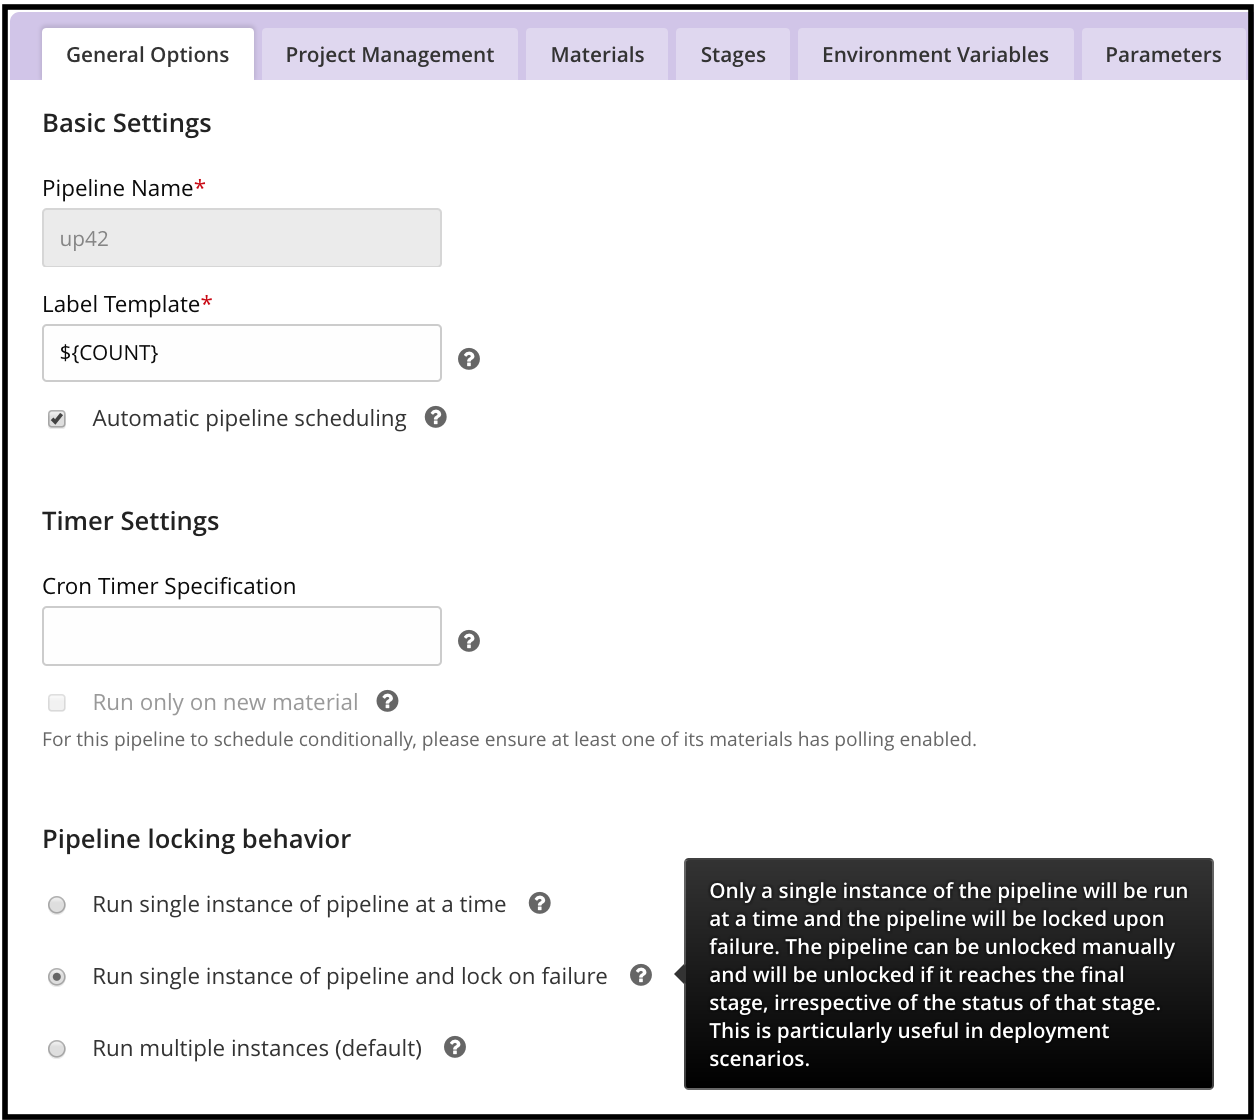 General Options Project Management Materials Stages Environment Variables Parameters
Basic Settings
Pipeline Name*
up42
Label Template*
${COUNT}
Automatic pipeline scheduling
Timer Settings
Cron Timer Specification
Run only on new material
For this pipeline to schedule conditionally, please ensure at least one of its materials has polling enabled.
Pipeline locking behavior
Run single instance of pipeline at a time
Run single instance of pipeline and lock on failure
Run multiple instances (default)
Only a single instance of the pipeline will be run
at a time and the pipeline will be locked upon
failure. The pipeline can be unlocked manually
and will be unlocked if it reaches the final
stage, irrespective of the status of that stage.
This is particularly useful in deployment
scenarios.